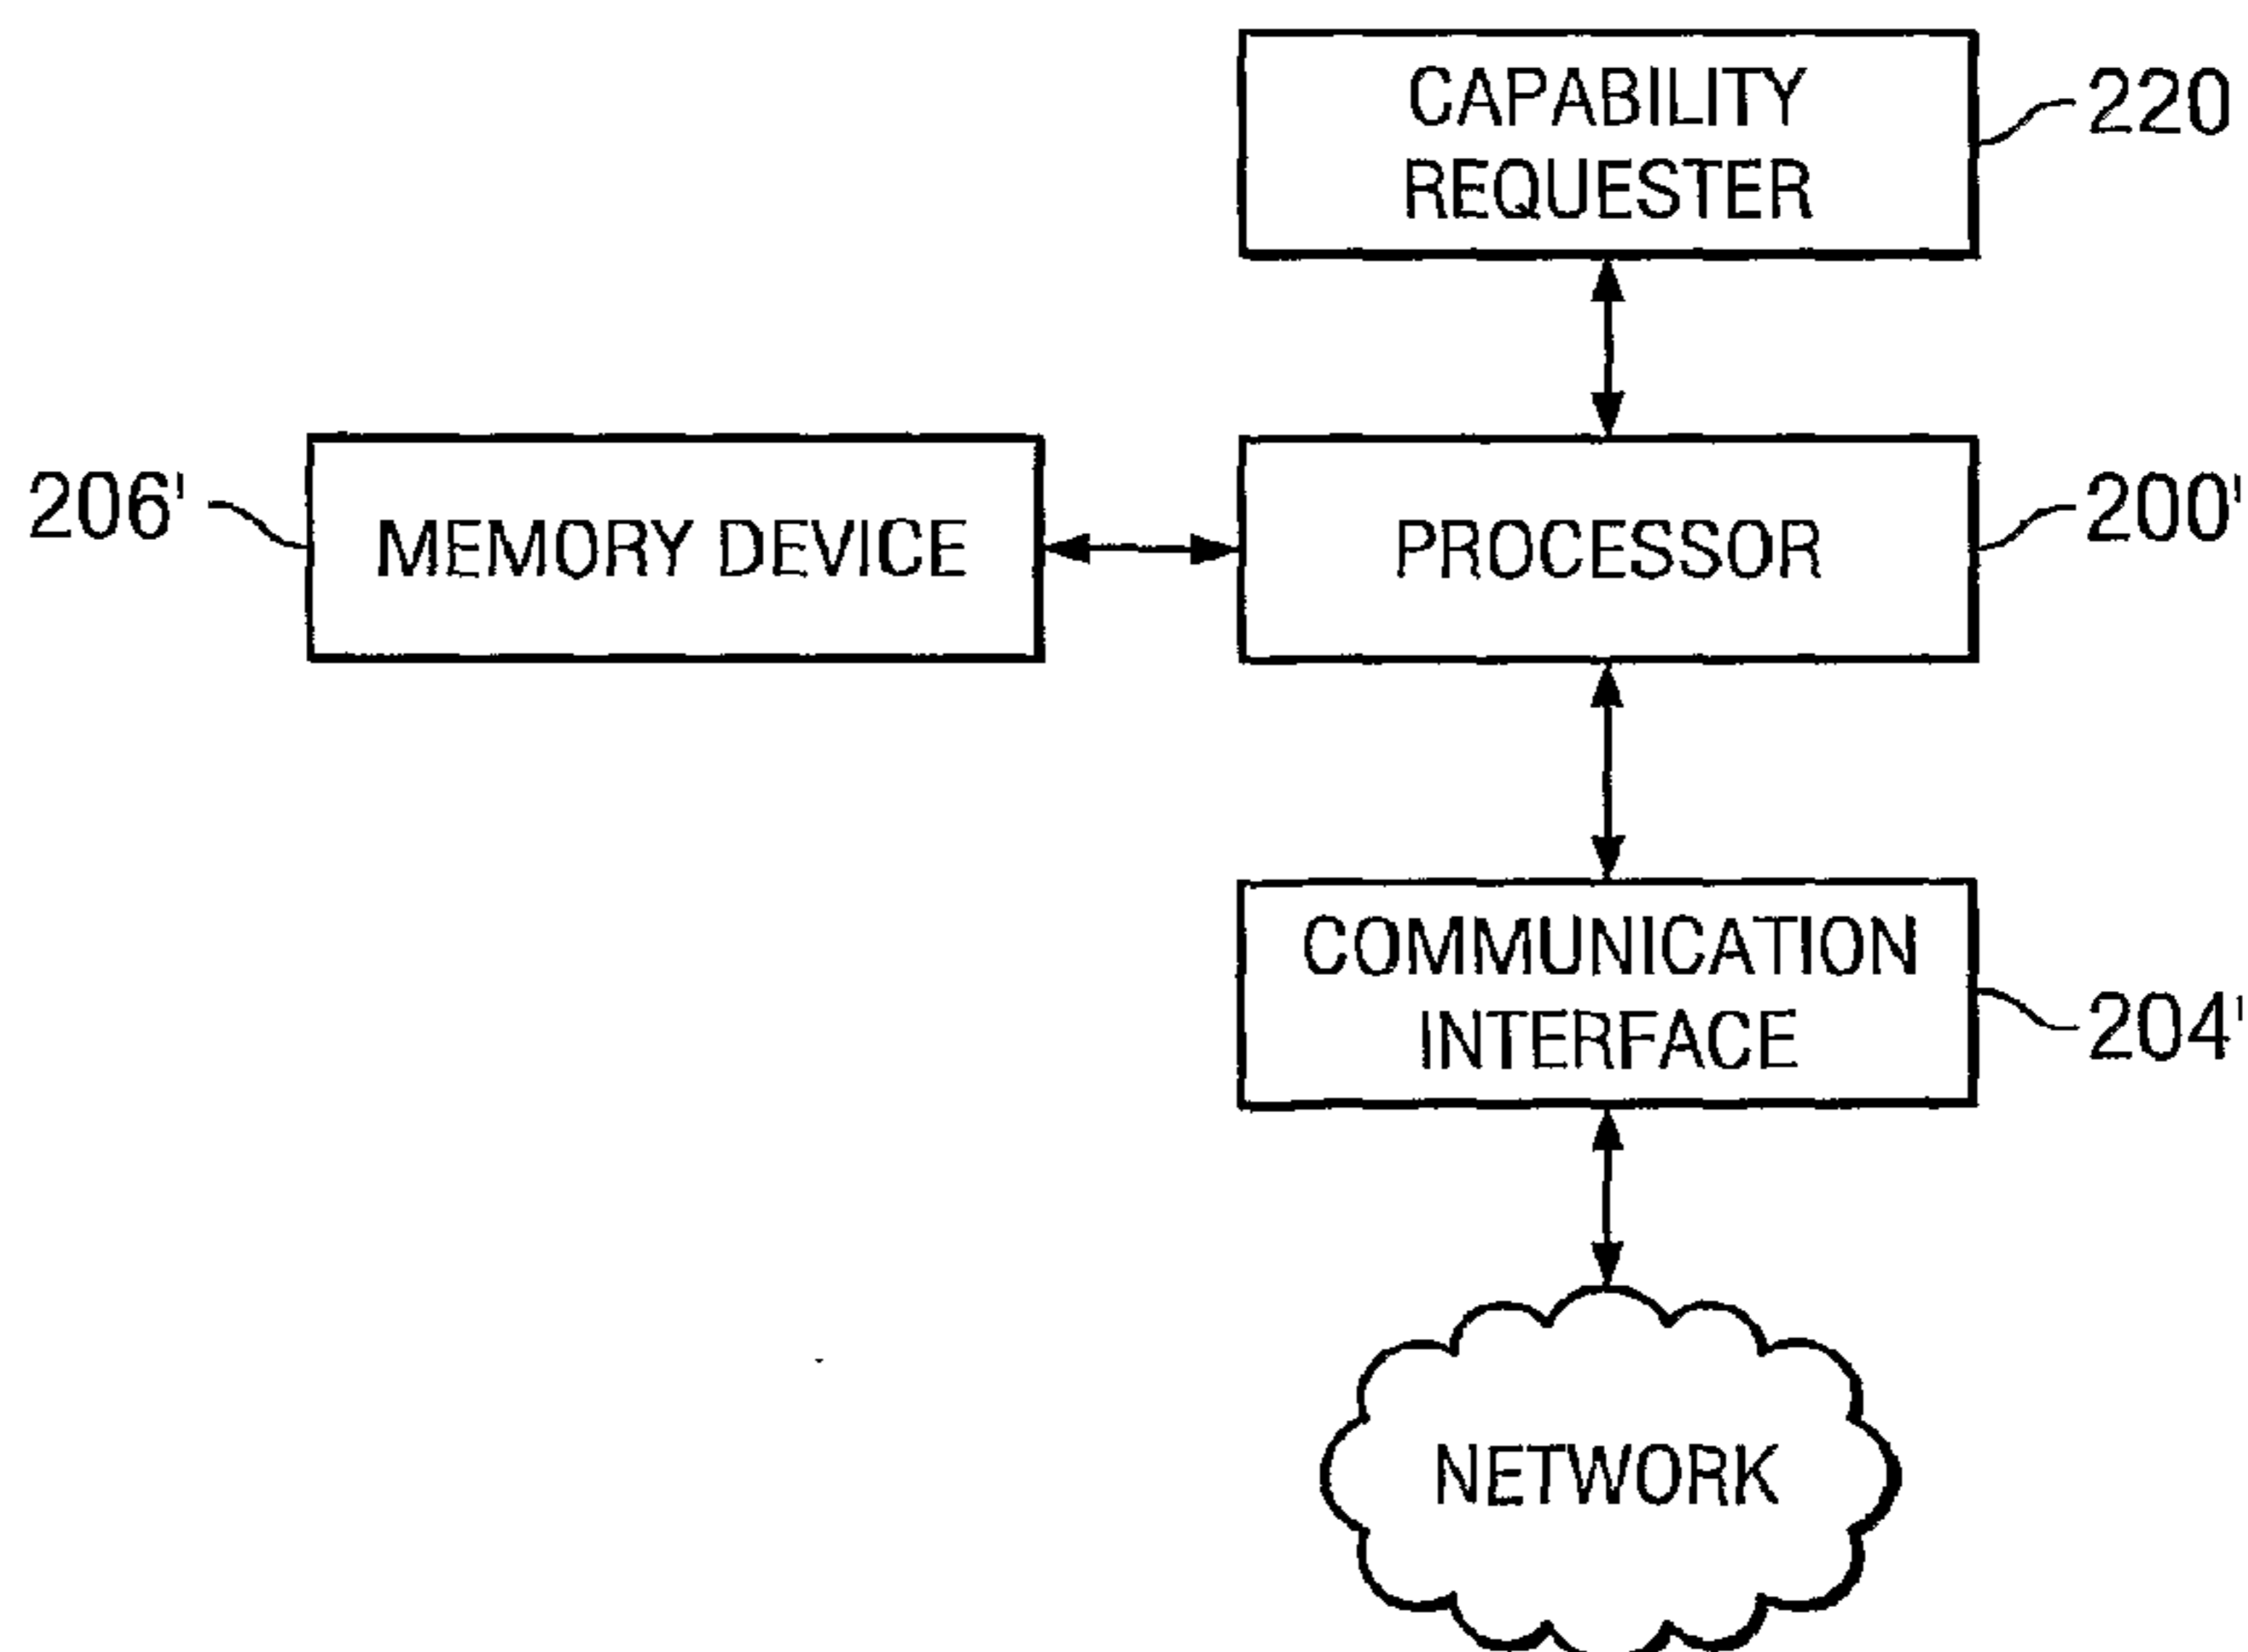 CAPABILITY
REQUESTER
220
206'
MEMORY DEVICE
PROCESSOR
200'
COMMUNICATION
INTERFACE
204'
NETWORK